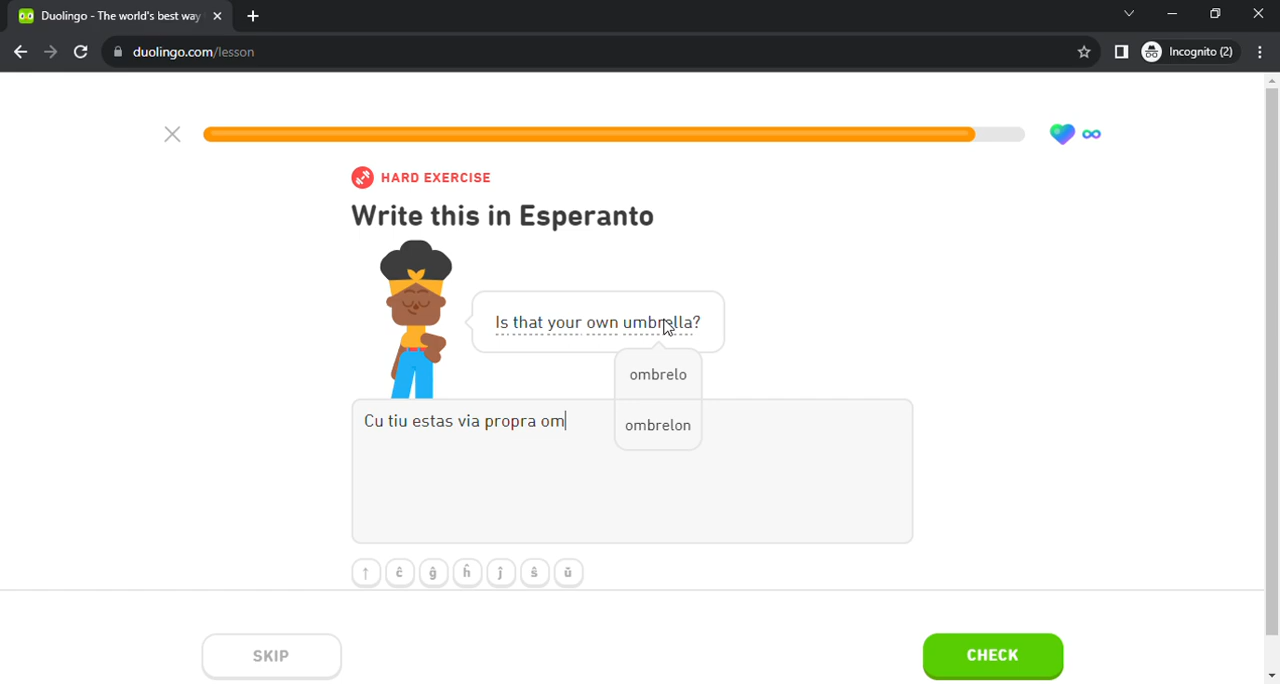 Duolingo - The world's best way
duolingo.com/lesson
Incognito (2)
HARD EXERCISE
Write this in Esperanto
Is that your own umbrella?
ombrelo
ombrelon
Cu tiu estas via propra om
↑ ĉ ĝ ĥ ĵ ŝ ŭ
SKIP
CHECK